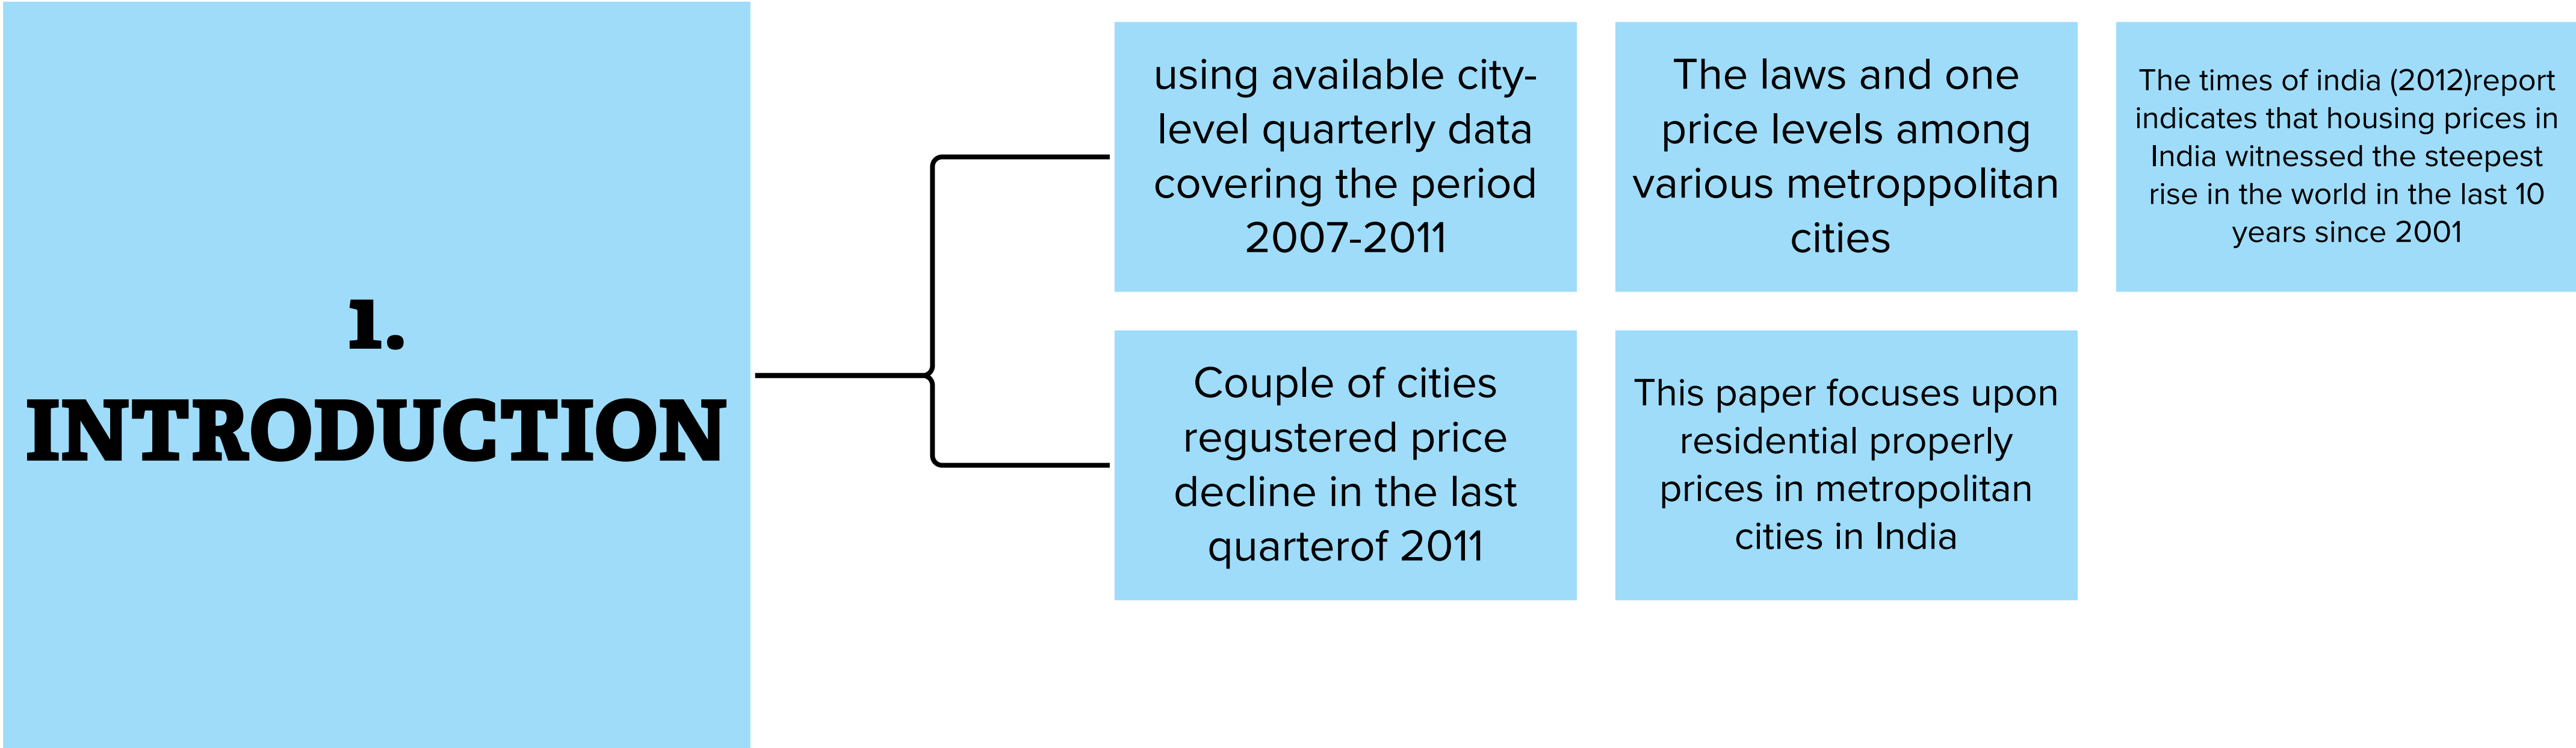 1.
INTRODUCTION
using available city-
level quarterly data
covering the period
2007-2011
The laws and one
price levels among
various metroppolitan
cities
The times of india (2012)report
indicates that housing prices in
India witnessed the steepest
rise in the world in the last 10
years since 2001
Couple of cities
regustered price
decline in the last
quarterof 2011
This paper focuses upon
residential properly
prices in metropolitan
cities in India